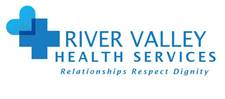 RIVER VALLEY
HEALTH SERVICES
Relationships Respect Dignity